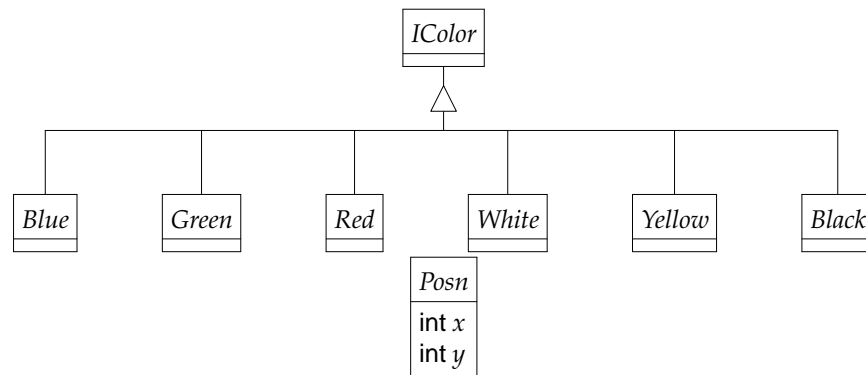 IColor
Blue Green Red White Yellow Black
Posn
int x
int y